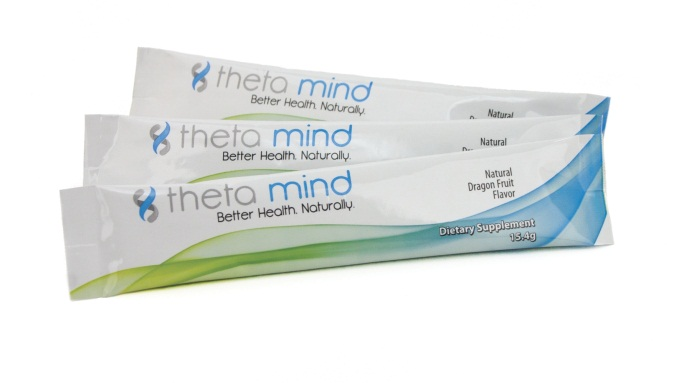 theta mind
Better Health. Naturally.
Natural
theta mind
Better Health. Naturally.
Natural
theta mind
Better Health. Naturally.
Natural
Dragon Fruit
Flavor
Dietary Supplement
15.4g